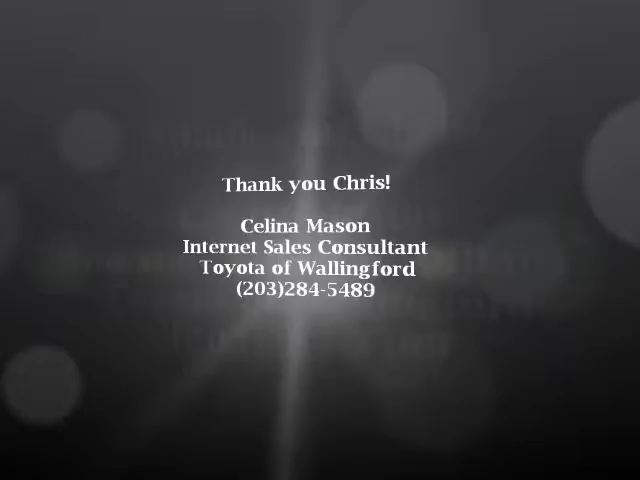 Thank you Chris!
Celina Mason
Internet Sales Consultant
Toyota of Wallingford
(203)284-5489